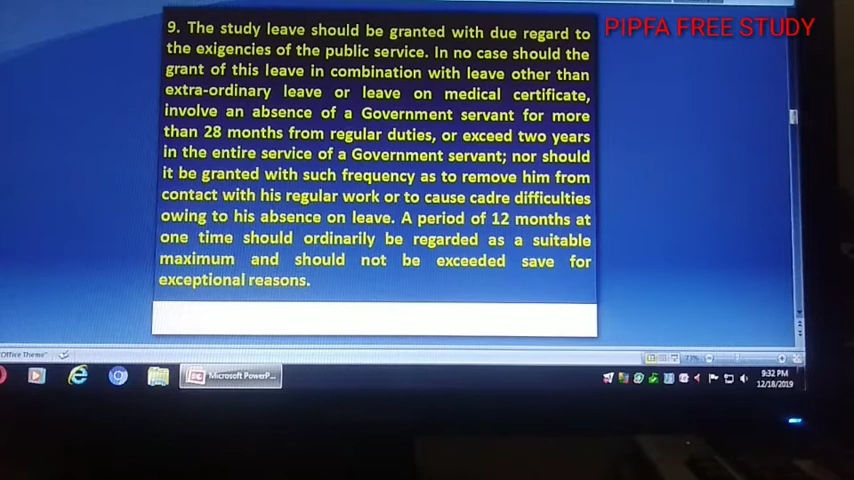 PIPFA FREE STUDY
9. The study leave should be granted with due regard to
the exigencies of the public service. In no case should the
grant of this leave in combination with leave other than
extra-ordinary leave or leave on medical certificate,
involve an absence of a Government servant for more
than 28 months from regular duties, or exceed two years
in the entire service of a Government servant; nor should
it be granted with such frequency as to remove him from
contact with his regular work or to cause cadre difficulties
owing to his absence on leave. A period of 12 months at
one time should ordinarily be regarded as a suitable
maximum and should not be exceeded save for
exceptional reasons.
"Office Theme"
73%
Microsoft PowerP...
9:32 PM
12/18/2019